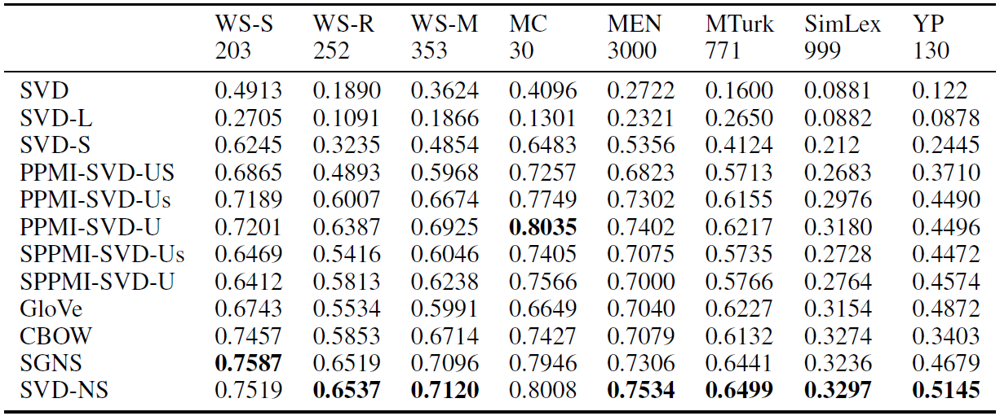 WS-S WS-R WS-M MC MEN MTurk SimLex YP
203 252 353 30 3000 771 999 130
SVD 0.4913 0.1890 0.3624 0.4096 0.2722 0.1600 0.0881 0.122
SVD-L 0.2705 0.1091 0.1866 0.1301 0.2321 0.2650 0.0882 0.0878
SVD-S 0.6245 0.3235 0.4854 0.6483 0.5356 0.4124 0.212 0.2445
PPMI-SVD-US 0.6865 0.4893 0.5968 0.7257 0.6823 0.5713 0.2683 0.3710
PPMI-SVD-Us 0.7189 0.6007 0.6674 0.7749 0.7302 0.6155 0.2976 0.4490
PPMI-SVD-U 0.7201 0.6387 0.6925 0.8035 0.7402 0.6217 0.3180 0.4496
SPPMI-SVD-Us 0.6469 0.5416 0.6046 0.7405 0.7075 0.5735 0.2728 0.4472
SPPMI-SVD-U 0.6412 0.5813 0.6238 0.7566 0.7000 0.5766 0.2764 0.4574
GloVe 0.6743 0.5534 0.5991 0.6649 0.7040 0.6227 0.3154 0.4872
CBOW 0.7457 0.5853 0.6714 0.7427 0.7079 0.6132 0.3274 0.3403
SGNS 0.7587 0.6519 0.7096 0.7946 0.7306 0.6441 0.3236 0.4679
SVD-NS 0.7519 0.6537 0.7120 0.8008 0.7534 0.6499 0.3297 0.5145